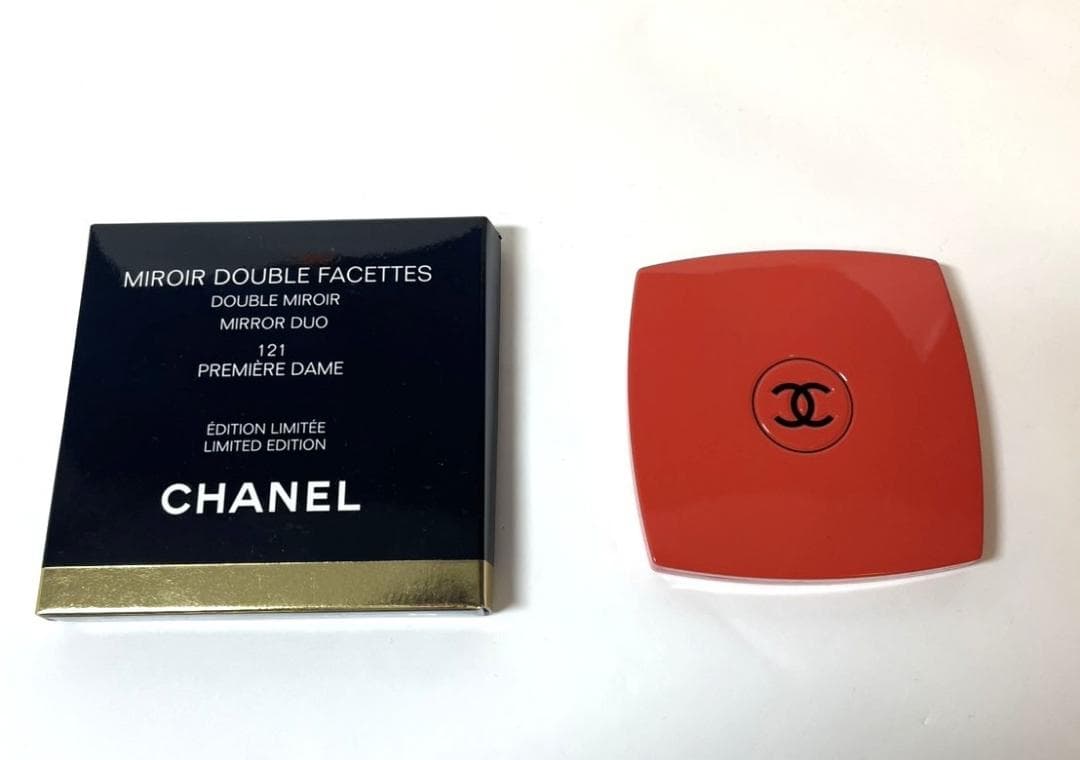 MIROIR DOUBLE FACETTES
DOUBLE MIROIR
MIRROR DUO
121
PREMIÈRE DAME
ÉDITION LIMITÉE
LIMITED EDITION
CHANEL